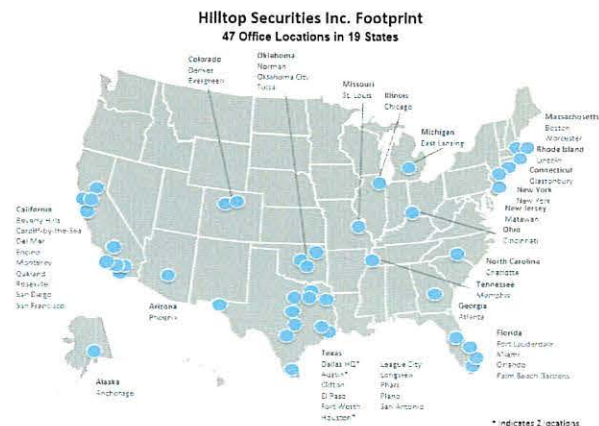 Hilltop Securities Inc. Footprint
47 Office Locations in 19 States
Colorado
Denver
Evergreen
Oklahoma
Norman
Oklahoma City
Tulsa
Missouri
St. Louis
Illinois
Chicago
Michigan
East Lansing
Massachusetts
Boston
Worcester
Rhode Island
Lincoln
Connecticut
Glastonbury
New York
New York
New Jersey
Matawan
Ohio
Cincinnati
North Carolina
Charlotte
Tennessee
Memphis
Georgia
Atlanta
California
Beverly Hills
Cardiff-by-the-Sea
Del Mar
Encino
Monterey
Oakland
Roseville
San Diego
San Francisco
Arizona
Phoenix
Alaska
Anchorage
Texas
Dallas HQ*
Austin*
Clifton
El Paso
Fort Worth
Houston*
League City
Longview
Pharr
Plano
San Antonio
Florida
Fort Lauderdale
Miami
Orlando
Palm Beach Gardens
* Indicates 2 locations